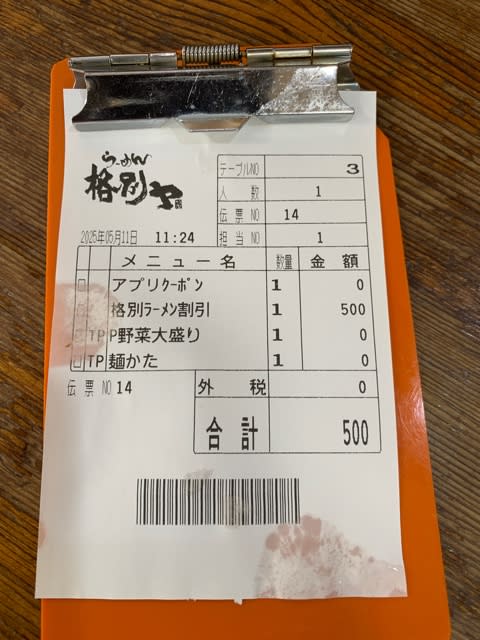 らーめん
格別や
テーブルNO 3
人数 1
伝票NO 14
2025年05月11日 11:24 担当NO 1
メニュー名 数量 金額
アプリクーポン 1 0
格別ラーメン割引 1 500
TP P野菜大盛り 1 0
TP 麺かた 1 0
伝票NO 14 外税 0
合計 500